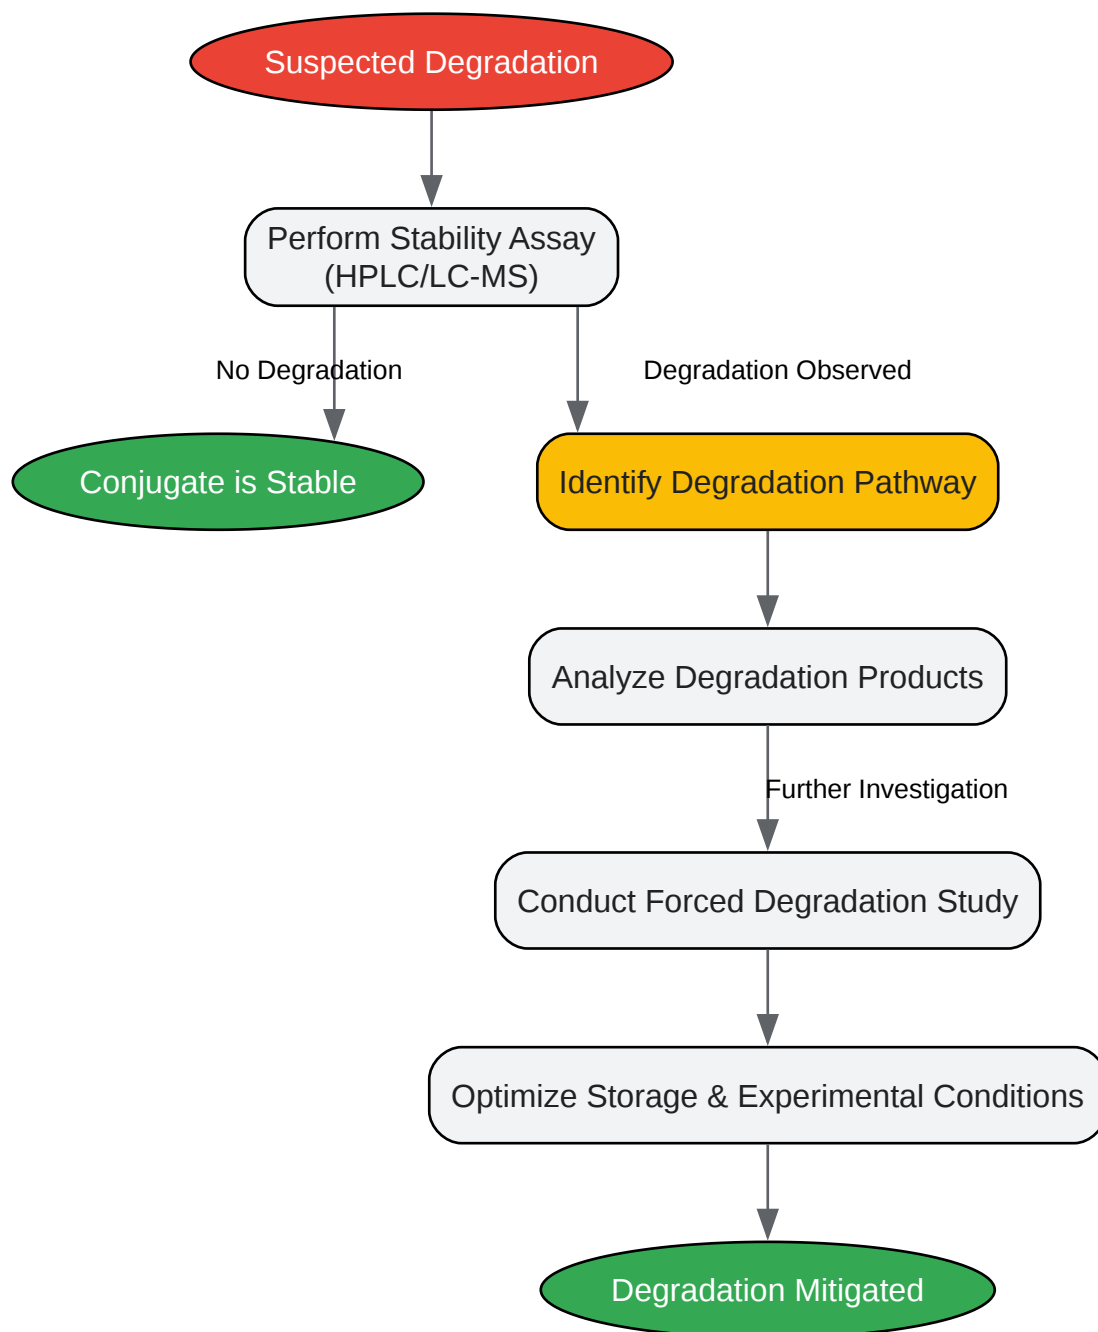 Suspected Degradation
Perform Stability Assay
(HPLC/LC-MS)
No Degradation
Degradation Observed
Conjugate is Stable
Identify Degradation Pathway
Analyze Degradation Products
Further Investigation
Conduct Forced Degradation Study
Optimize Storage & Experimental Conditions
Degradation Mitigated